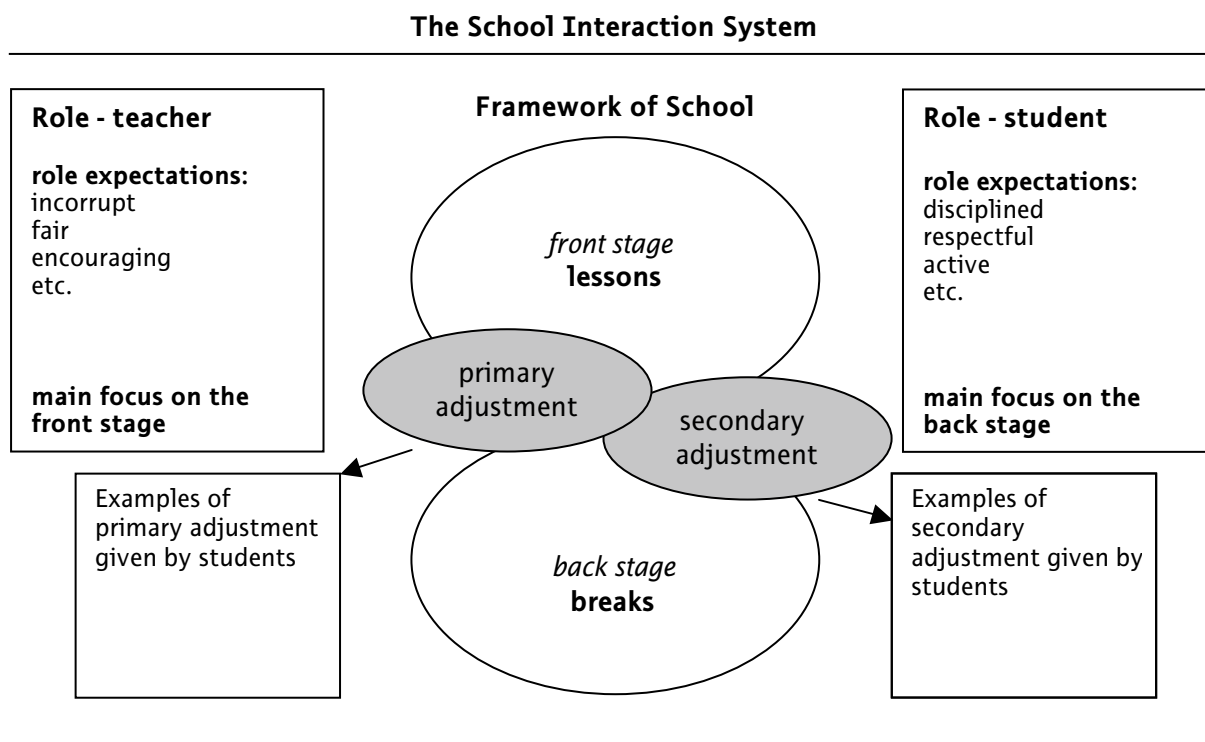 The School Interaction System
Role - teacher
role expectations:
incorrupt
fair
encouraging
etc.
main focus on the
front stage
Framework of School
front stage
lessons
primary
adjustment
secondary
adjustment
back stage
breaks
Role - student
role expectations:
disciplined
respectful
active
etc.
main focus on the
back stage
Examples of
primary adjustment
given by students
Examples of
secondary
adjustment given by
students